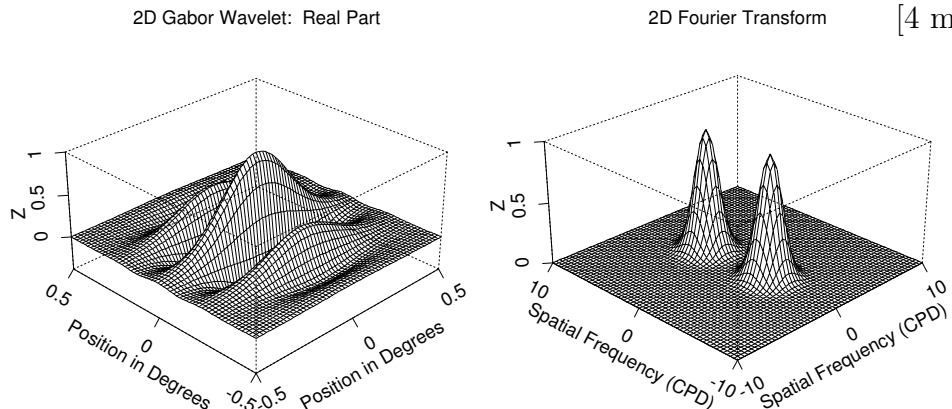 2D Gabor Wavelet: Real Part
2D Fourier Transform
[4 m
1
0.5
0
Z
0.5
0
-0.5
Position in Degrees
-0.5
0
0.5
Position in Degrees
1
0.5
0
Z
10
0
-10
Spatial Frequency (CPD)
-10
0
10
Spatial Frequency (CPD)